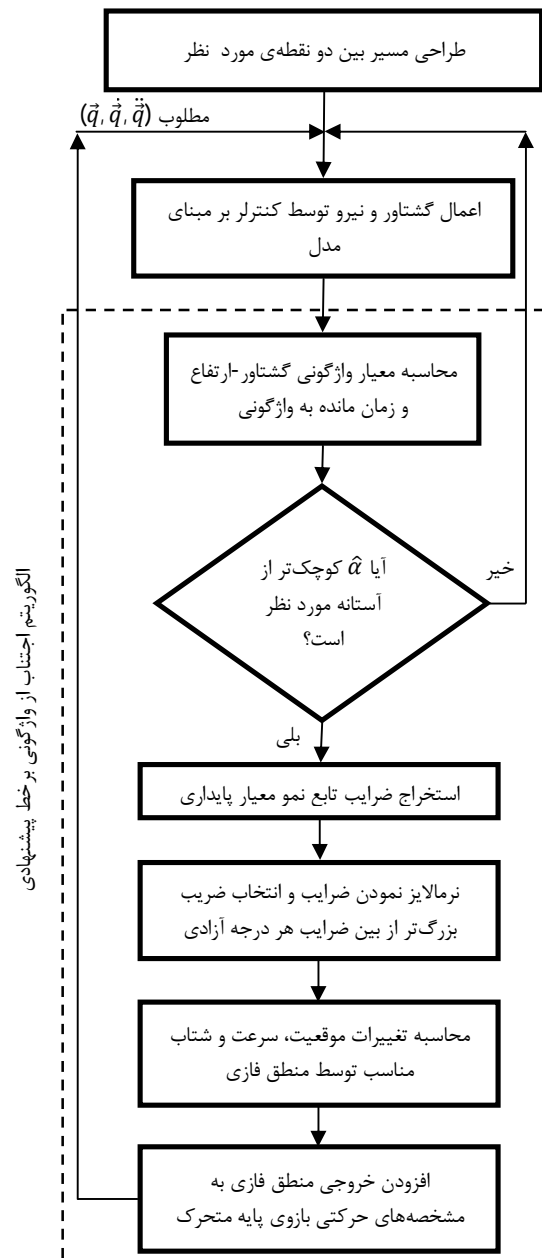 طراحی مسیر بین دو نقطه‌ی مورد نظر
مطلوب (q⃗, q⃗̇, q⃗̈)
اعمال گشتاور و نیرو توسط کنترلر بر مبنای
مدل
محاسبه معیار واژگونی گشتاور-ارتفاع
و زمان مانده به واژگونی
آیا α̂ کوچک‌تر از
آستانه مورد نظر
است؟
خیر
بلی
استخراج ضرایب تابع نمو معیار پایداری
نرمالایز نمودن ضرایب و انتخاب ضریب
بزرگ‌تر از بین ضرایب هر درجه آزادی
محاسبه تغییرات موقعیت، سرعت و شتاب
مناسب توسط منطق فازی
افزودن خروجی منطق فازی به
مشخصه‌های حرکتی بازوی پایه متحرک
الگوریتم اجتناب از واژگونی برخط پیشنهادی